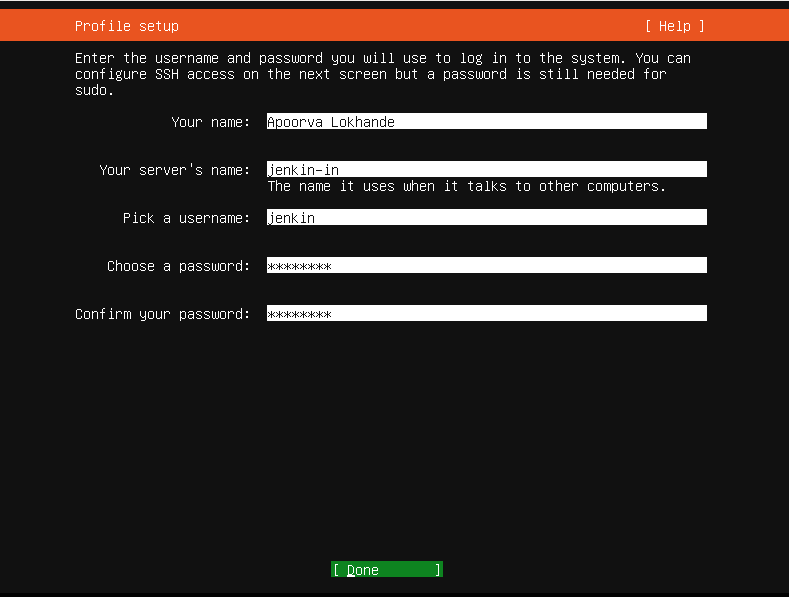 Profile setup [ Help ]
Enter the username and password you will use to log in to the system. You can
configure SSH access on the next screen but a password is still needed for
sudo.
Your name: Apoorva Lokhande
Your server's name: jenkin-in
The name it uses when it talks to other computers.
Pick a username: jenkin
Choose a password: ********
Confirm your password: ********
[ Done ]